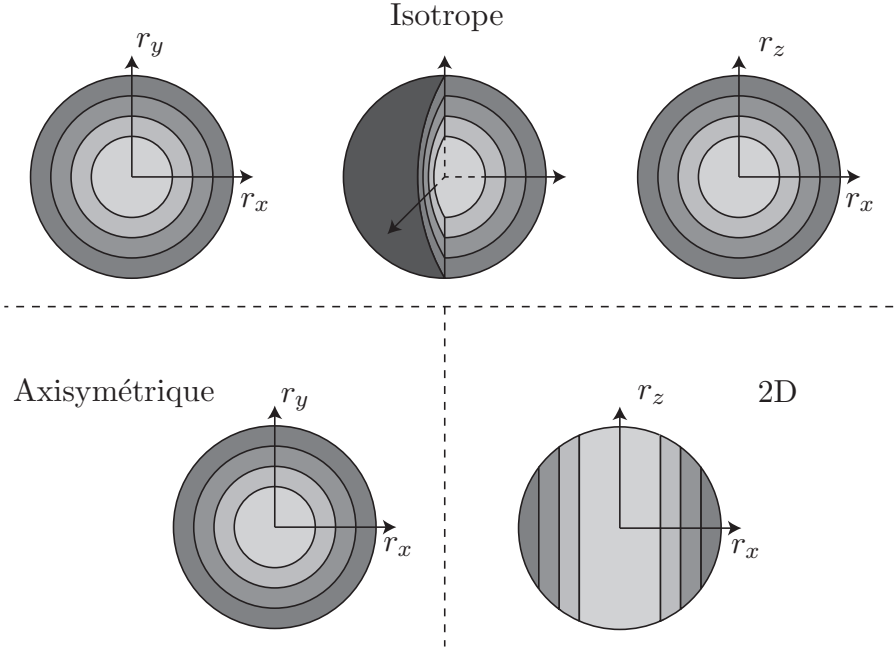 Isotrope
r_y
r_z
r_x
r_x
Axisymétrique
r_y
r_z
2D
r_x
r_x